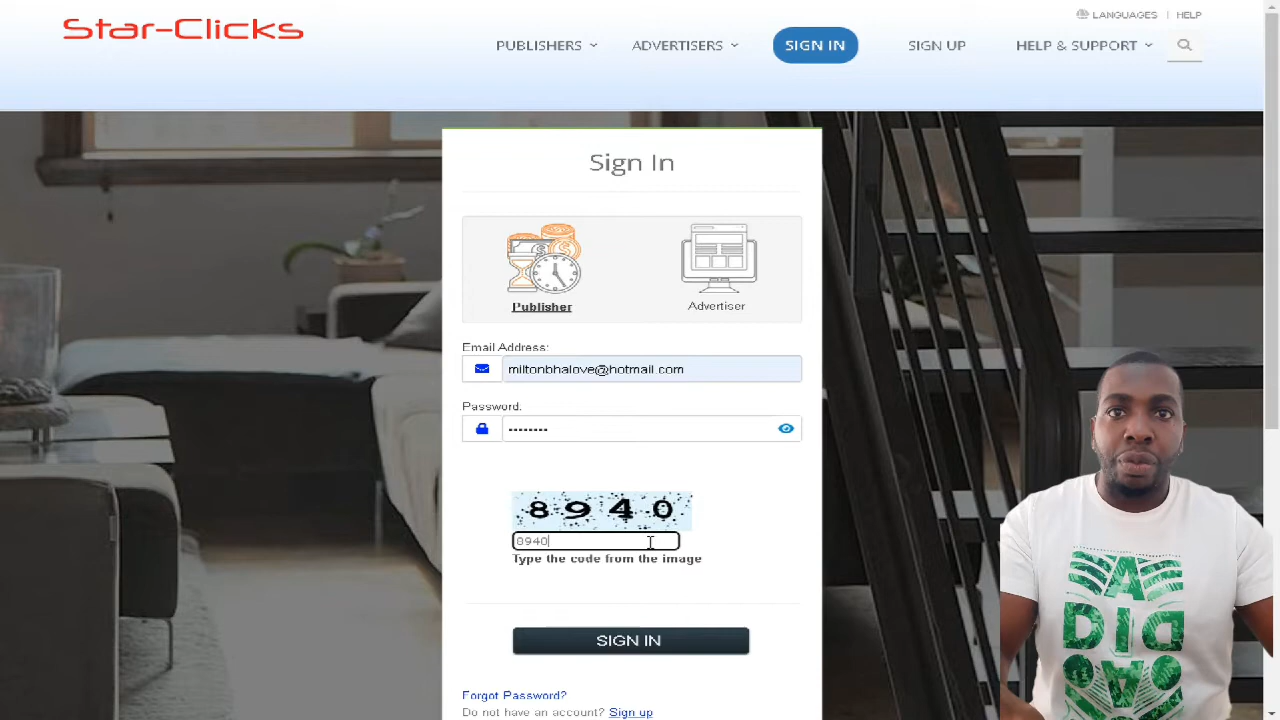 LANGUAGES | HELP
Star-Clicks
PUBLISHERS
ADVERTISERS
SIGN IN
SIGN UP
HELP & SUPPORT
Sign In
Publisher
Advertiser
Email Address:
miltonbhalove@hotmail.com
Password:
8940
8940
Type the code from the image
SIGN IN
Forgot Password?
Do not have an account? Sign up
A
DID